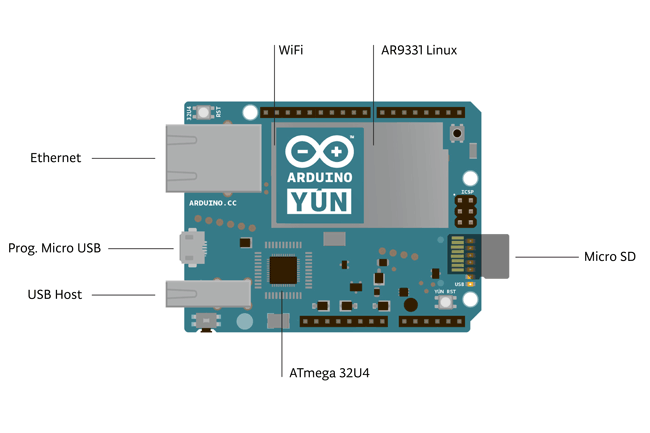 WiFi
AR9331 Linux
32U4 RST
Ethernet
ARDUINO
YÚN
ICSP
ARDUINO.CC
Prog. Micro USB
Micro SD
USB
USB Host
YÚN RST
ATmega 32U4